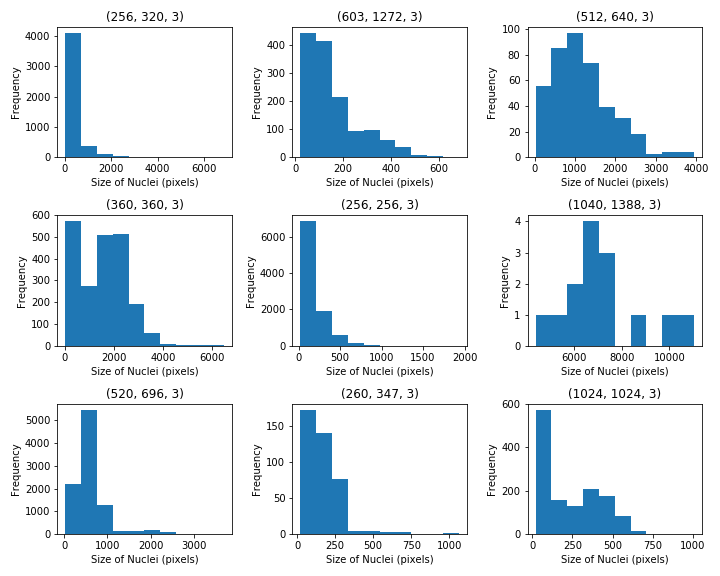 (256, 320, 3)
4000
3000
2000
1000
0
Frequency
0 2000 4000 6000
Size of Nuclei (pixels)
(603, 1272, 3)
400
300
200
100
0
Frequency
0 200 400 600
Size of Nuclei (pixels)
(512, 640, 3)
100
80
60
40
20
0
Frequency
0 1000 2000 3000 4000
Size of Nuclei (pixels)
(360, 360, 3)
600
500
400
300
200
100
0
Frequency
0 2000 4000 6000
Size of Nuclei (pixels)
(256, 256, 3)
6000
4000
2000
0
Frequency
0 500 1000 1500 2000
Size of Nuclei (pixels)
(1040, 1388, 3)
4
3
2
1
0
Frequency
6000 8000 10000
Size of Nuclei (pixels)
(520, 696, 3)
5000
4000
3000
2000
1000
0
Frequency
0 1000 2000 3000
Size of Nuclei (pixels)
(260, 347, 3)
150
100
50
0
Frequency
0 250 500 750 1000
Size of Nuclei (pixels)
(1024, 1024, 3)
600
400
200
0
Frequency
0 250 500 750 1000
Size of Nuclei (pixels)